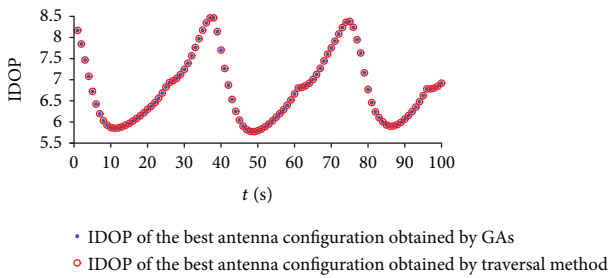 8.5
8
7.5
7
6.5
6
5.5
IDOP
0 10 20 30 40 50 60 70 80 90 100
t (s)
IDOP of the best antenna configuration obtained by GAs
IDOP of the best antenna configuration obtained by traversal method